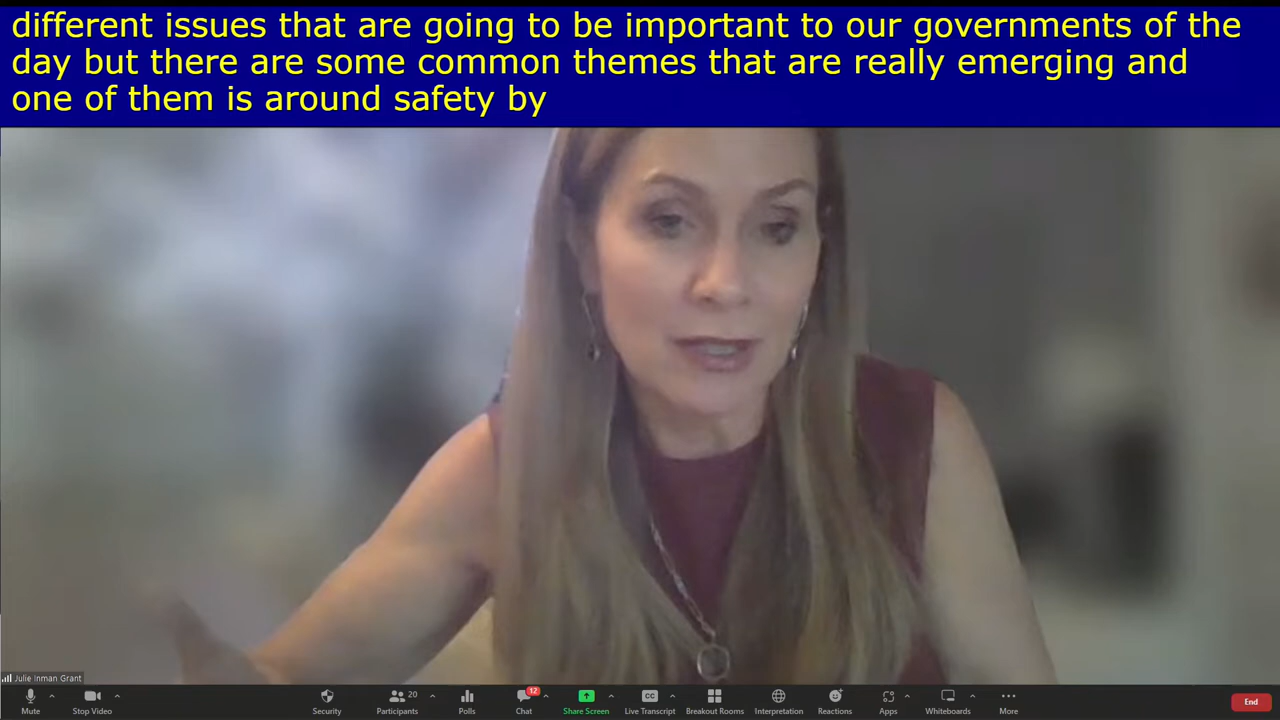 different issues that are going to be important to our governments of the
day but there are some common themes that are really emerging and
one of them is around safety by
Julie Inman Grant
Mute
Stop Video
Security
Participants 20
Polls
Chat 12
Share Screen
CC Live Transcript
Breakout Rooms
Interpretation
Reactions
Apps
Whiteboards
More
End